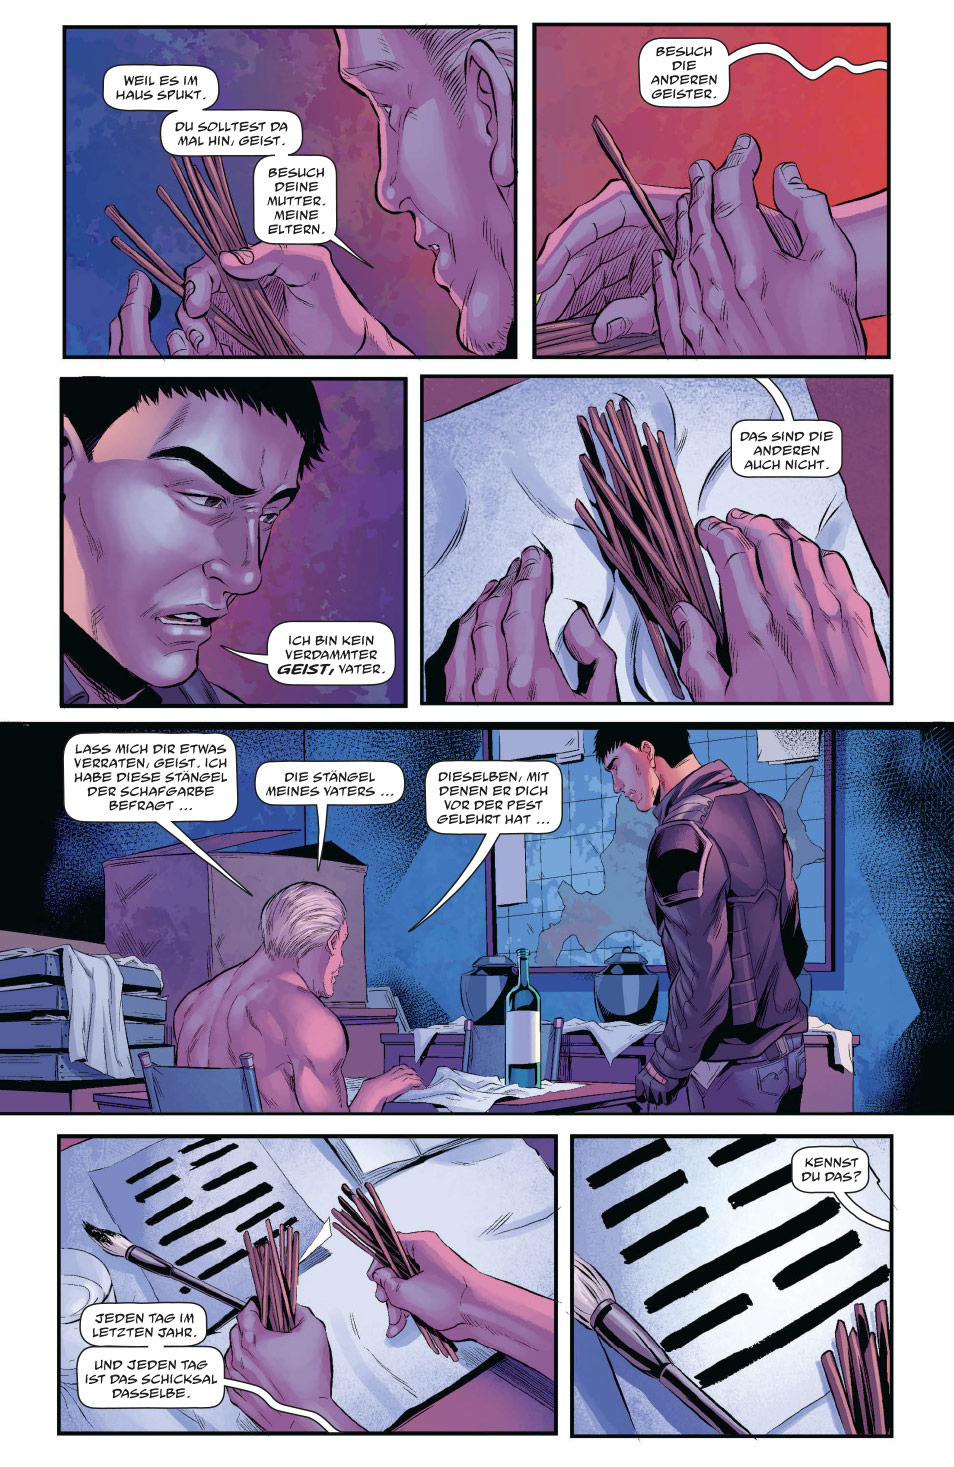 WEIL ES IM
HAUS SPUKT.
DU SOLLTEST DA
MAL HIN, GEIST.
BESUCH
DEINE
MUTTER.
MEINE
ELTERN.
BESUCH
DIE
ANDEREN
GEISTER.
ICH BIN KEIN
VERDAMMTER
GEIST, VATER.
DAS SIND DIE
ANDEREN
AUCH NICHT.
LASS MICH DIR ETWAS
VERRATEN, GEIST. ICH
HABE DIESE STÄNGEL
DER SCHAFGARBE
BEFRAGT ...
DIE STÄNGEL
MEINES VATERS ...
DIESELBEN, MIT
DENEN ER DICH
VOR DER PEST
GELEHRT HAT ...
JEDEN TAG IM
LETZTEN JAHR.
UND JEDEN TAG
IST DAS SCHICKSAL
DASSELBE.
KENNST
DU DAS?